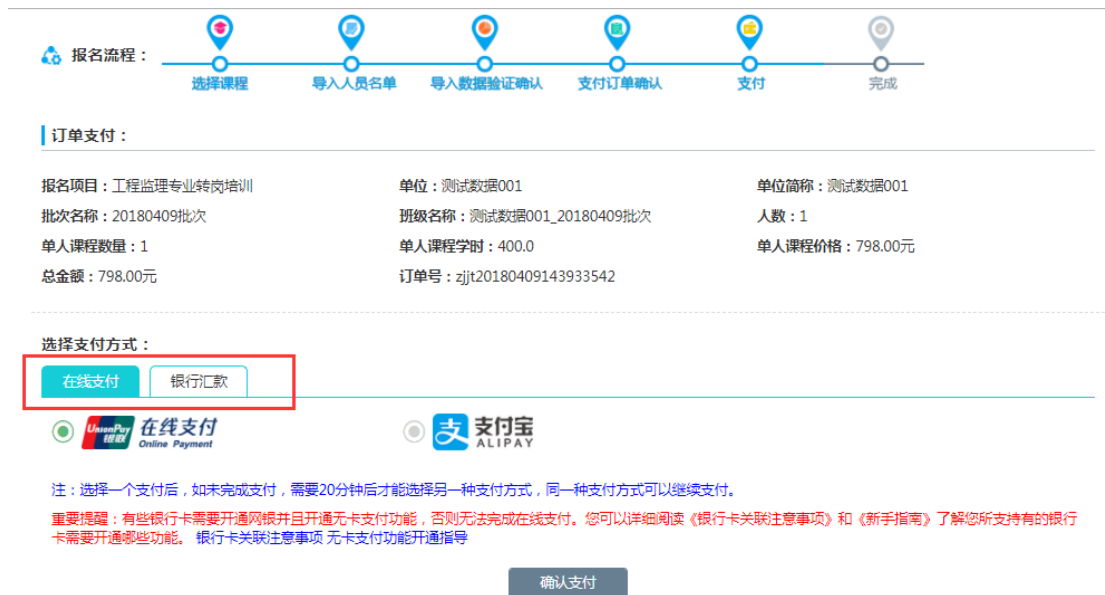 报名流程：
选择课程 导入人员名单 导入数据验证确认 支付订单确认 支付 完成
订单支付：
报名项目：工程监理专业转岗培训 单位：测试数据001 单位简称：测试数据001
批次名称：20180409批次 班级名称：测试数据001_20180409批次 人数：1
单人课程数量：1 单人课程学时：400.0 单人课程价格：798.00元
总金额：798.00元 订单号：zjjt20180409143933542
选择支付方式：
在线支付 银行汇款
UnionPay 银联 在线支付 Online Payment 支 支付宝 ALIPAY
注：选择一个支付后，如未完成支付，需要20分钟后才能选择另一种支付方式，同一种支付方式可以继续支付。
重要提醒：有些银行卡需要开通网银并且开通无卡支付功能，否则无法完成在线支付。您可以详细阅读《银行卡关联注意事项》和《新手指南》了解您所支持有的银行
卡需要开通哪些功能。 银行卡关联注意事项 无卡支付功能开通指导
确认支付